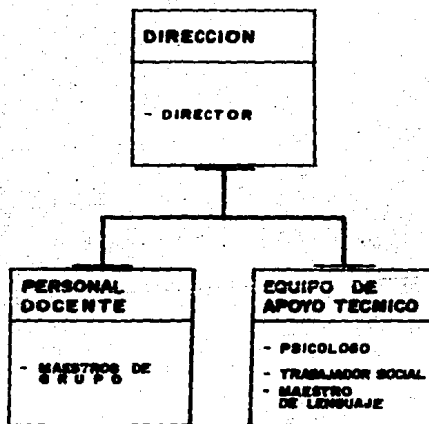 DIRECCION
- DIRECTOR
PERSONAL
DOCENTE
- MAESTROS DE
GRUPO
EQUIPO DE
APOYO TECNICO
- PSICOLOGO
- TRABAJADOR SOCIAL
- MAESTRO
DE LENGUAJE